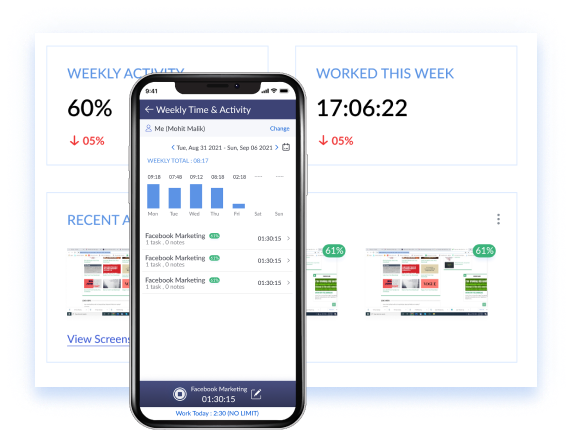 WEEKLY ACTIVITY
60%
05%
WORKED THIS WEEK
17:06:22
05%
RECENT A
61%
61%
View Screens
9:41
Weekly Time & Activity
Me (Mohit Malik)
Change
Tue, Aug 31 2021 - Sun, Sep 06 2021
WEEKLY TOTAL : 08:17
09:18 07:48 09:12 08:18 02:18 ---- ----
Mon Tue Wed Thu Fri Sat Sun
Facebook Marketing
1 task , 0 notes
01:30:15
Facebook Marketing
1 task , 0 notes
01:30:15
Facebook Marketing
1 task , 0 notes
01:30:15
Facebook Marketing
01:30:15
Work Today : 2:30 (NO LIMIT)